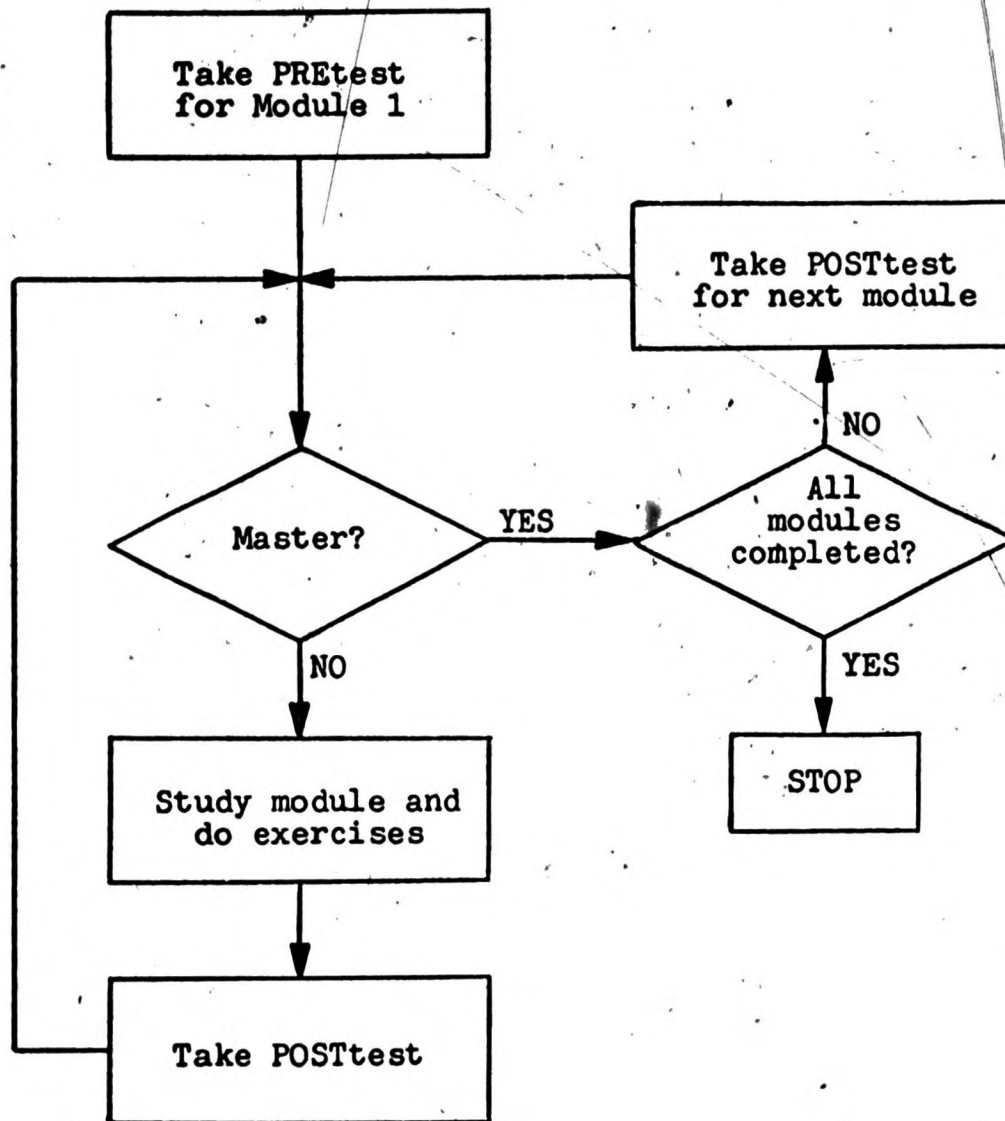 Take PREtest
for Module 1
Take POSTtest
for next module
NO
All
modules
completed?
Master?
YES
NO
YES
Study module and
do exercises
STOP
Take POSTtest